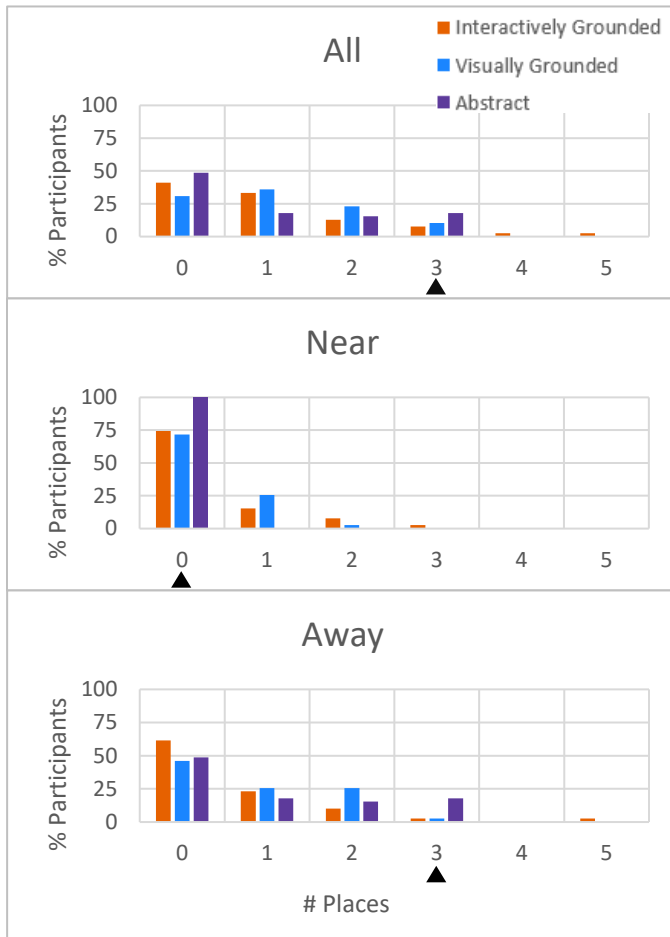 All
Interactively Grounded
Visually Grounded
Abstract
% Participants
100
75
50
25
0
0 1 2 3 4 5
Near
% Participants
100
75
50
25
0
0 1 2 3 4 5
Away
% Participants
100
75
50
25
0
0 1 2 3 4 5
# Places